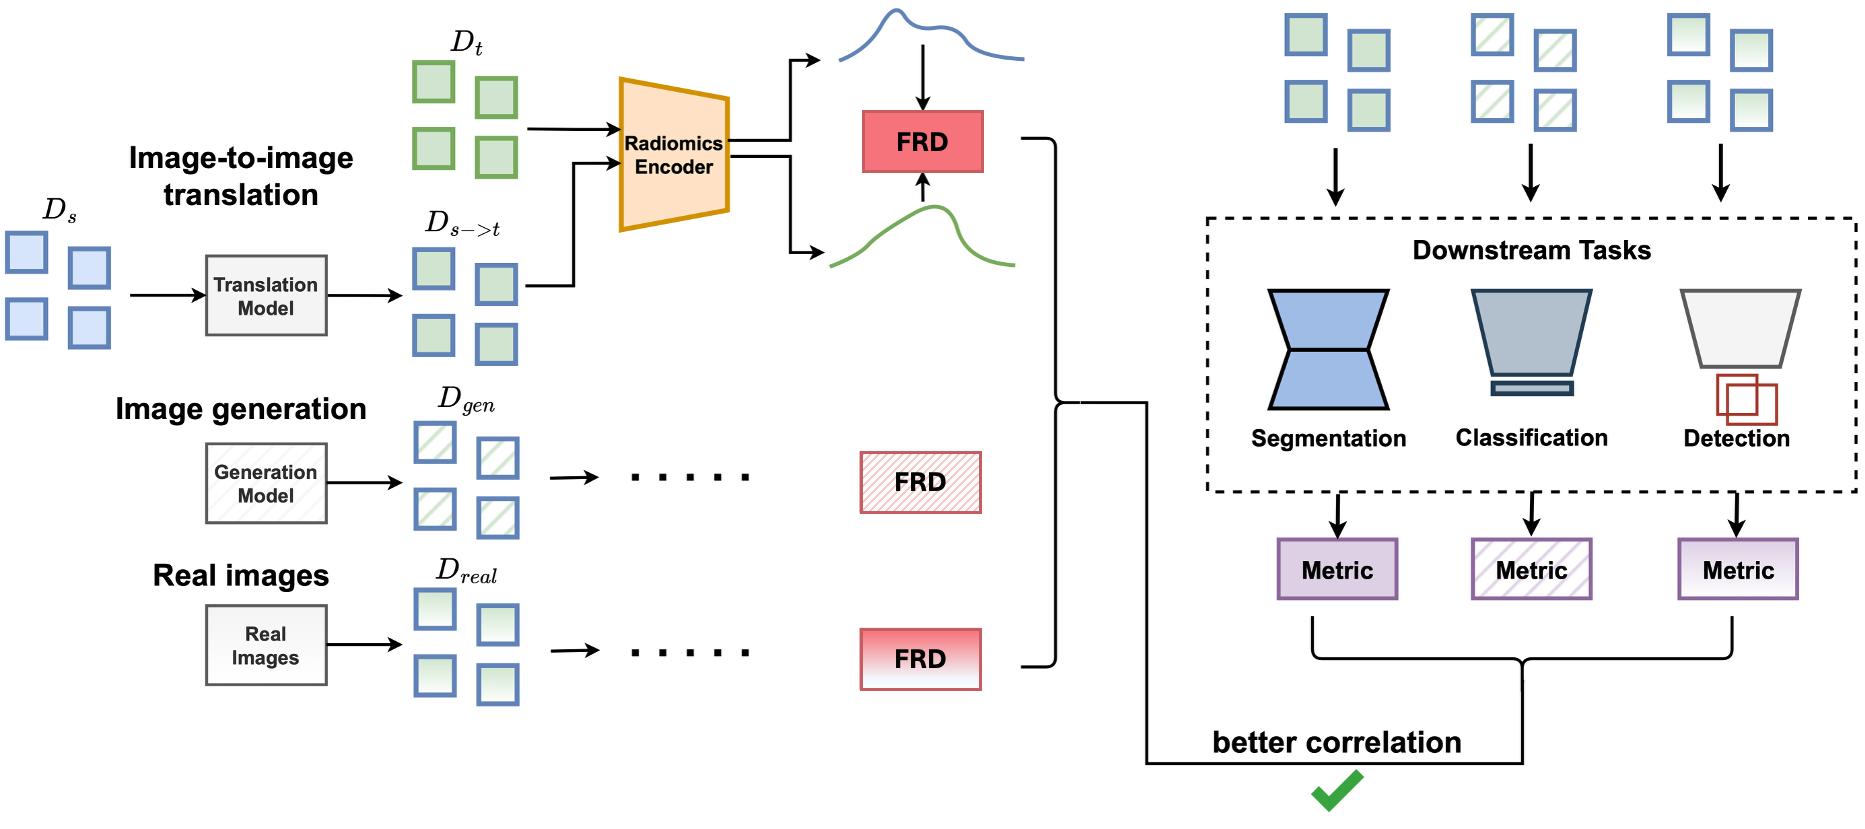 D_t
Image-to-image
translation
D_s
D_{s->t}
Translation
Model
Radiomics
Encoder
FRD
Image generation
D_{gen}
Generation
Model
. . . . .
FRD
Real images
D_{real}
Real
Images
. . . . .
FRD
Downstream Tasks
Segmentation
Classification
Detection
Metric
Metric
Metric
better correlation